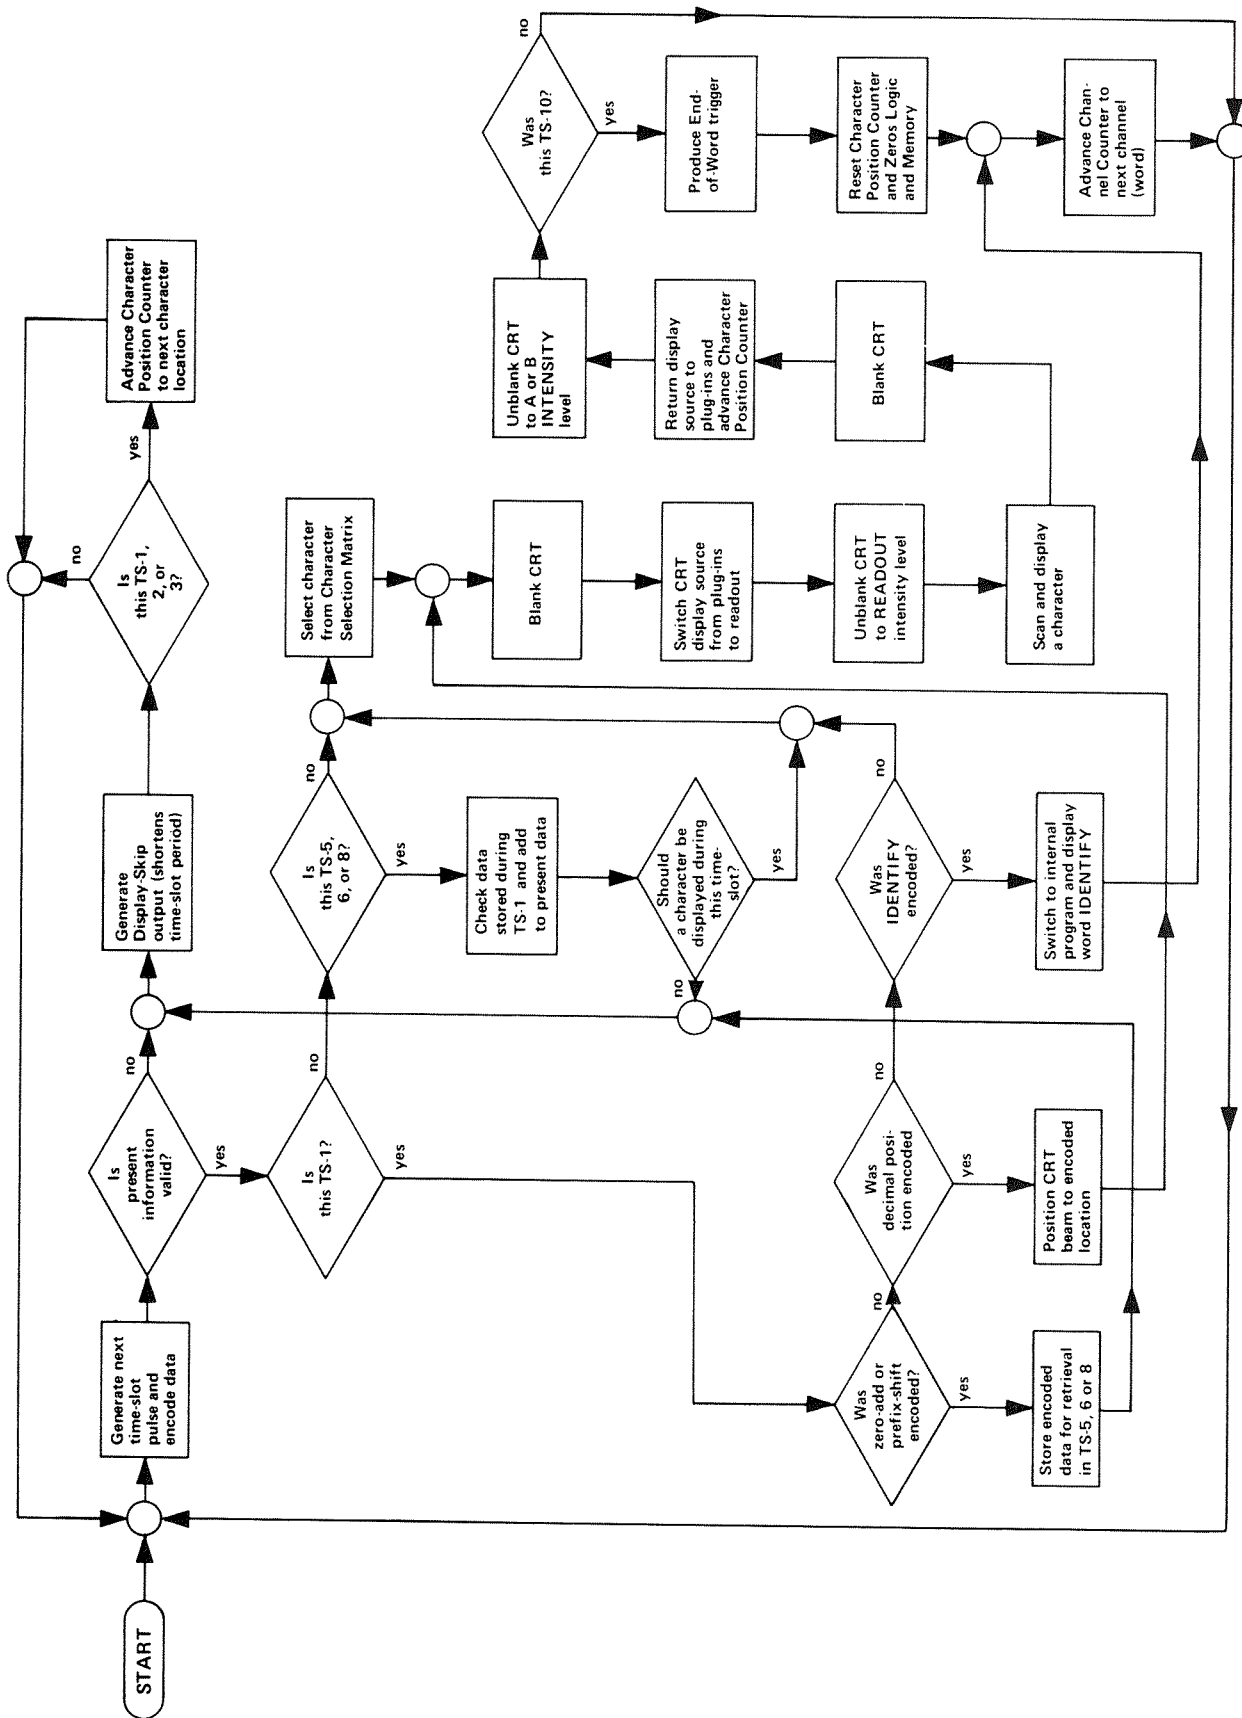 START
Generate next
time-slot
pulse and
encode data
Is
present
information
valid?
no
yes
Generate
Display-Skip
output (shortens
time-slot period)
Is
this TS-1,
2, or
3?
no
yes
Advance Character
Position Counter
to next character
location
Is
this TS-1?
no
yes
Is
this TS-5,
6, or 8?
no
yes
Check data
stored during
TS-1 and add
to present data
Should
a character be
displayed during
this time-
slot?
no
yes
Was
zero-add or
prefix-shift
encoded?
no
yes
Store encoded
data for retrieval
in TS-5, 6 or 8
Was
decimal posi-
tion encoded
no
yes
Position CRT
beam to encoded
location
Was
IDENTIFY
encoded?
no
yes
Switch to internal
program and display
word IDENTIFY
Select character
from Character
Selection Matrix
Blank CRT
Switch CRT
display source
from plug-ins
to readout
Unblank CRT
to READOUT
intensity level
Scan and display
a character
Blank CRT
Return display
source to
plug-ins and
advance Character
Position Counter
Unblank CRT
to A or B
INTENSITY
level
Was
this TS-10?
no
yes
Produce End-
of-Word trigger
Reset Character
Position Counter
and Zeros Logic
and Memory
Advance Chan-
nel Counter to
next channel
(word)